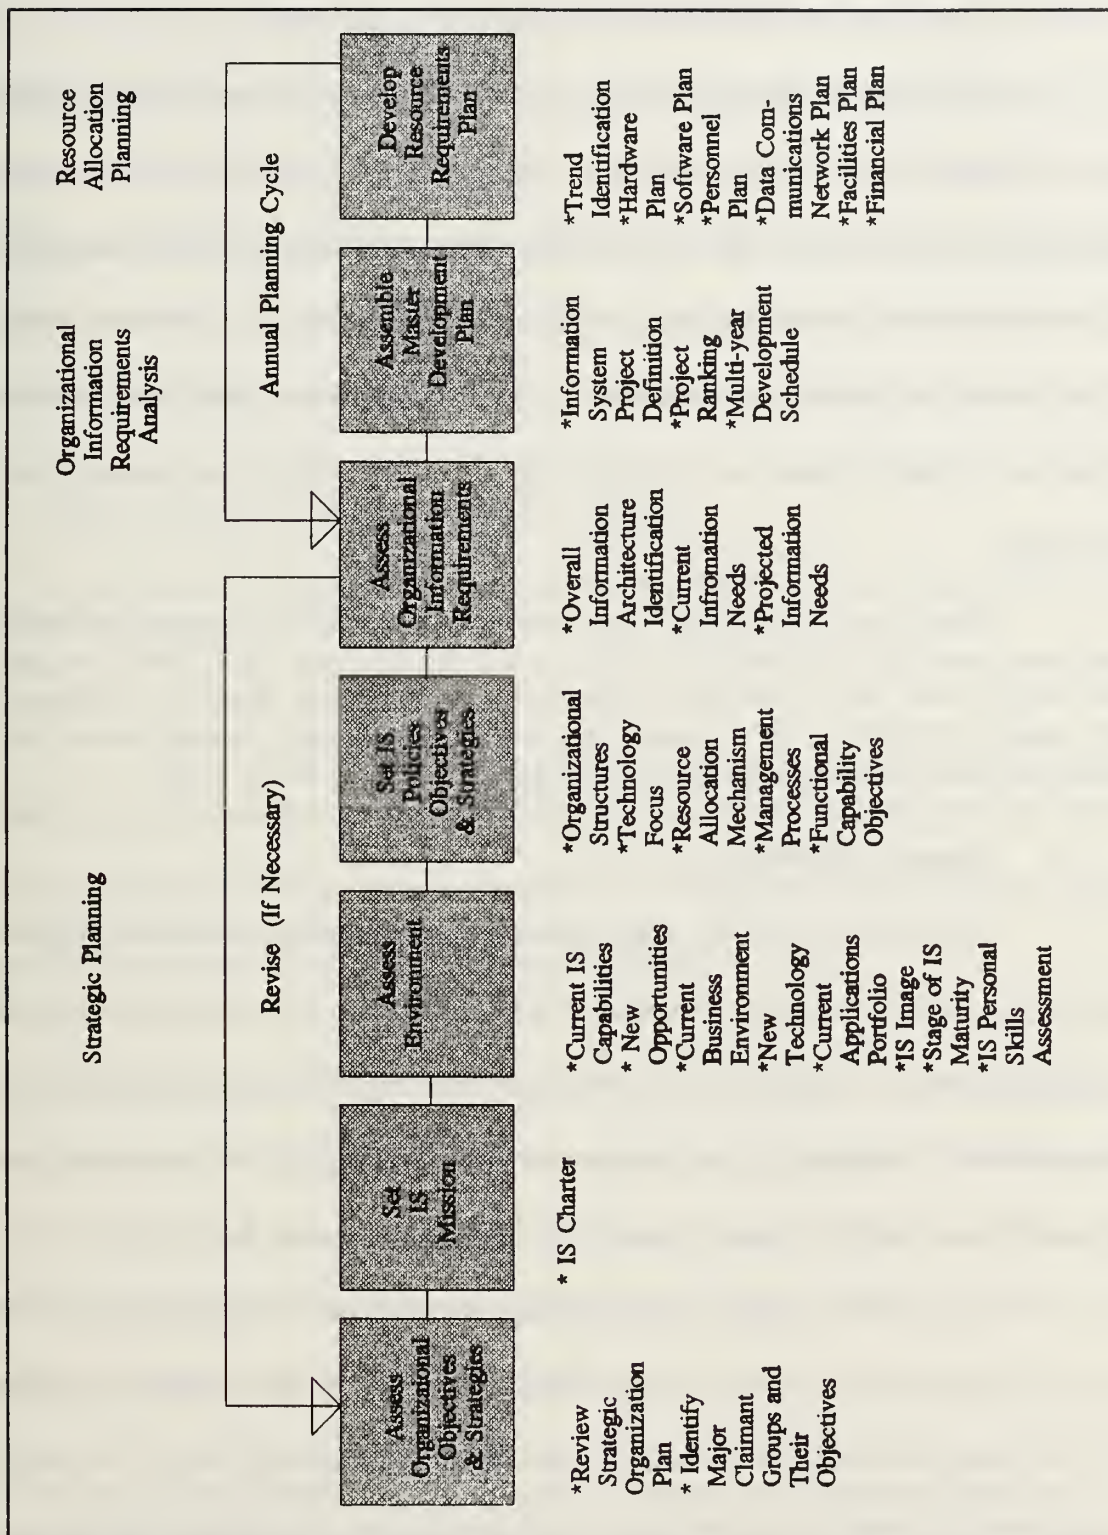 Strategic Planning
Organizational
Information
Requirements
Analysis
Resource
Allocation
Planning
Revise (If Necessary)
Annual Planning Cycle
Assess
Organizaional
Objectives
& Strategies
Set
IS
Mission
Assess
Environment
Set IS
Policies
Objectives
& Strategies
Assess
Organizational
Information
Requirements
Assemble
Master
Development
Plan
Develop
Resource
Requirements
Plan
*Review
Strategic
Organization
Plan
* Identify
Major
Claimant
Groups and
Their
Objectives
* IS Charter
*Current IS
Capabilities
* New
Opportunities
*Current
Business
Environment
*New
Technology
*Current
Applications
Portfolio
*IS Image
*Stage of IS
Maturity
*IS Personal
Skills
Assessment
*Organizational
Structures
*Technology
Focus
*Resource
Allocation
Mechanism
*Management
Processes
*Functional
Capability
Objectives
*Overall
Information
Architecture
Identification
*Current
Infromation
Needs
*Projected
Information
Needs
*Information
System
Project
Definition
*Project
Ranking
*Multi-year
Development
Schedule
*Trend
Identification
*Hardware
Plan
*Software Plan
*Personnel
Plan
*Data Com-
munications
Network Plan
*Facilities Plan
*Financial Plan